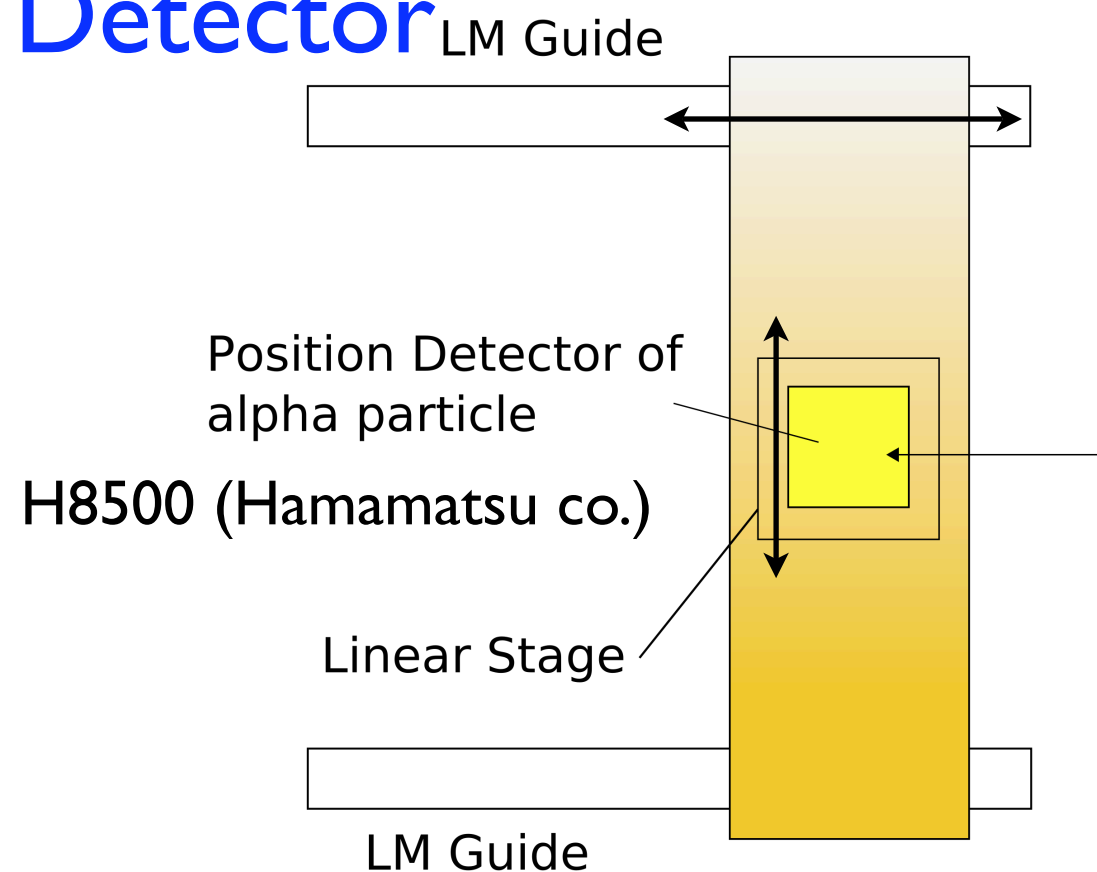 Detector
LM Guide
Position Detector of
alpha particle
H8500 (Hamamatsu co.)
Linear Stage
LM Guide